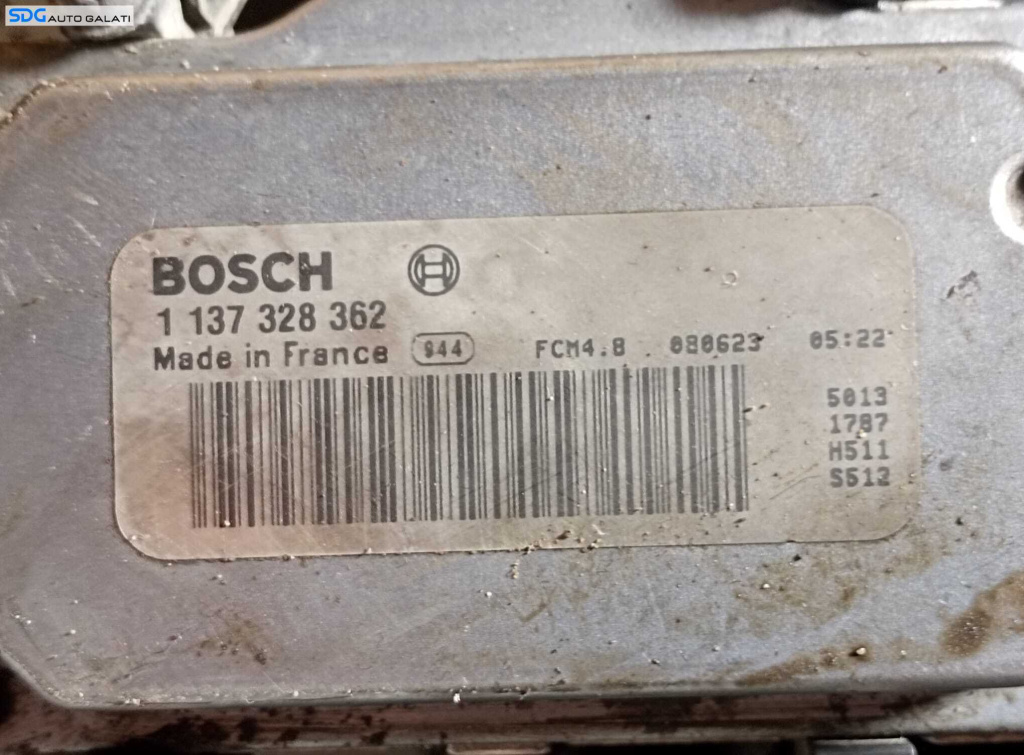 SDG AUTO GALATI
BOSCH
1 137 328 362
Made in France 944 FCM4.8 080623 05:22
5013
1787
H511
S512